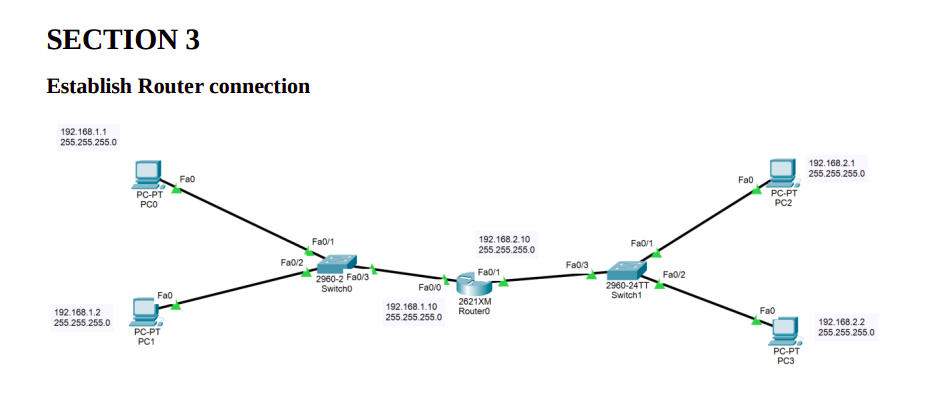 SECTION 3
Establish Router connection
192.168.1.1
255.255.255.0
Fa0
PC-PT
PC0
192.168.2.1
255.255.255.0
Fa0
PC-PT
PC2
Fa0/1
Fa0/2
2960-2
Fa0/3
Switch0
192.168.2.10
255.255.255.0
Fa0/0
Fa0/1
2621XM
Router0
192.168.1.10
255.255.255.0
Fa0/1
Fa0/3
Fa0/2
2960-24TT
Switch1
192.168.1.2
255.255.255.0
Fa0
PC-PT
PC1
Fa0
192.168.2.2
255.255.255.0
PC-PT
PC3